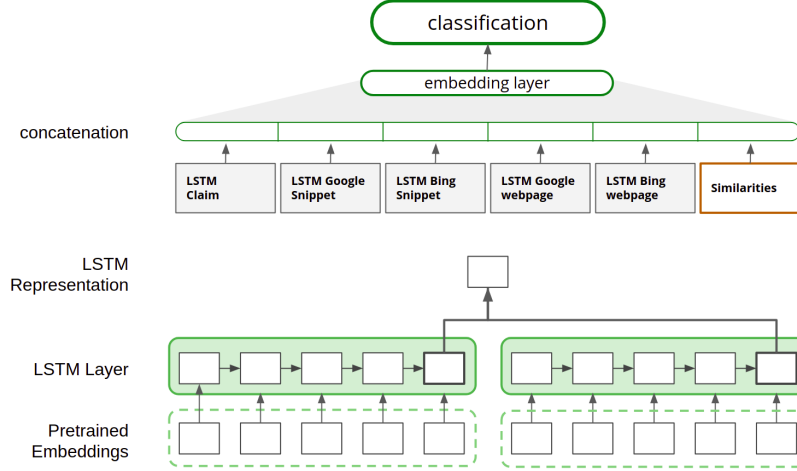 classification
embedding layer
concatenation
LSTM
Claim
LSTM Google
Snippet
LSTM Bing
Snippet
LSTM Google
webpage
LSTM Bing
webpage
Similarities
LSTM
Representation
LSTM Layer
Pretrained
Embeddings